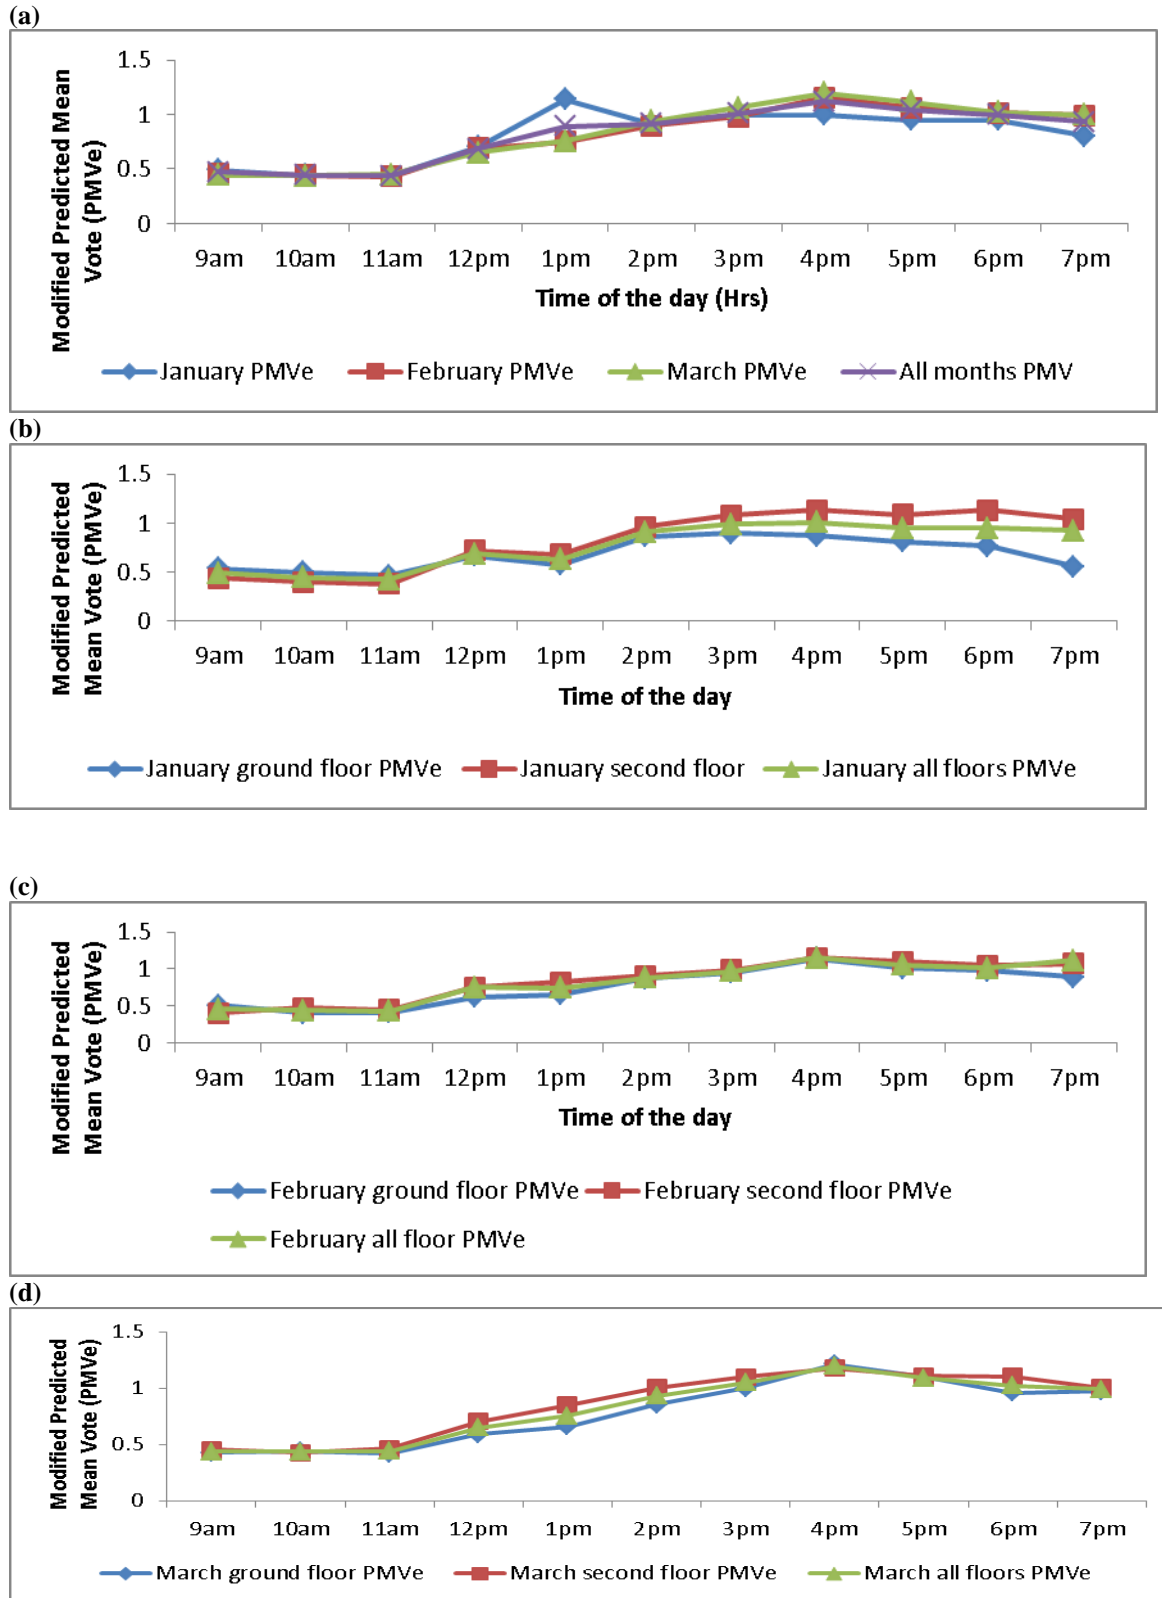 (a)
Modified Predicted Mean
Vote (PMVe)
1.5
1
0.5
0
9am 10am 11am 12pm 1pm 2pm 3pm 4pm 5pm 6pm 7pm
Time of the day (Hrs)
January PMVe February PMVe March PMVe All months PMV
(b)
Modified Predicted
Mean Vote (PMVe)
1.5
1
0.5
0
9am 10am 11am 12pm 1pm 2pm 3pm 4pm 5pm 6pm 7pm
Time of the day
January ground floor PMVe January second floor January all floors PMVe
(c)
Modified Predicted
Mean Vote (PMVe)
1.5
1
0.5
0
9am 10am 11am 12pm 1pm 2pm 3pm 4pm 5pm 6pm 7pm
Time of the day
February ground floor PMVe February second floor PMVe
February all floor PMVe
(d)
Modified Predicted
Mean Vote (PMVe)
1.5
1
0.5
0
9am 10am 11am 12pm 1pm 2pm 3pm 4pm 5pm 6pm 7pm
March ground floor PMVe March second floor PMVe March all floors PMVe